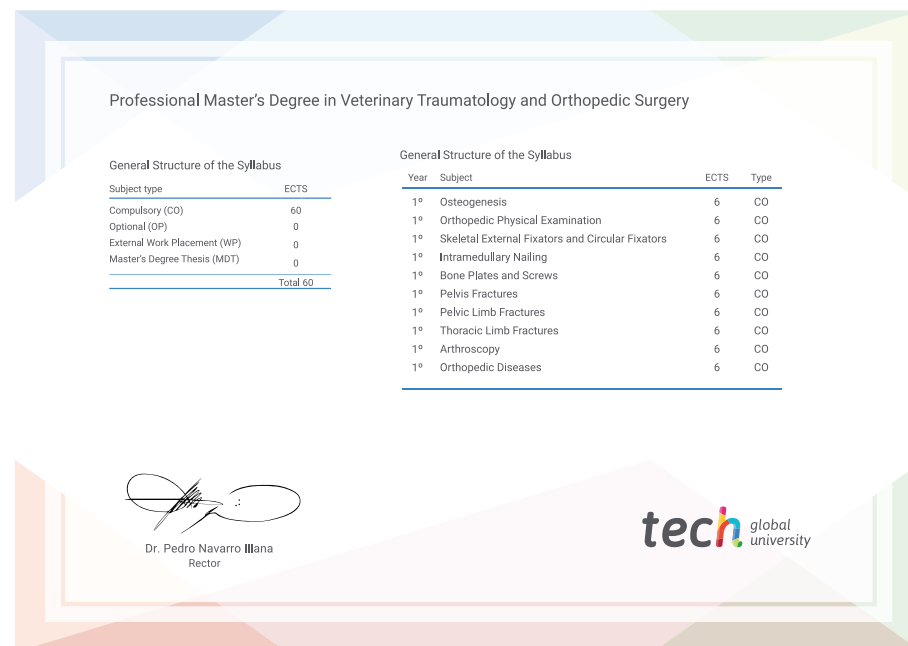 Professional Master's Degree in Veterinary Traumatology and Orthopedic Surgery
General Structure of the Syllabus
Subject type ECTS
Compulsory (CO) 60
Optional (OP) 0
External Work Placement (WP) 0
Master's Degree Thesis (MDT) 0
Total 60
General Structure of the Syllabus
Year Subject ECTS Type
1º Osteogenesis 6 CO
1º Orthopedic Physical Examination 6 CO
1º Skeletal External Fixators and Circular Fixators 6 CO
1º Intramedullary Nailing 6 CO
1º Bone Plates and Screws 6 CO
1º Pelvis Fractures 6 CO
1º Pelvic Limb Fractures 6 CO
1º Thoracic Limb Fractures 6 CO
1º Arthroscopy 6 CO
1º Orthopedic Diseases 6 CO
Dr. Pedro Navarro Illana
Rector
tech global
university